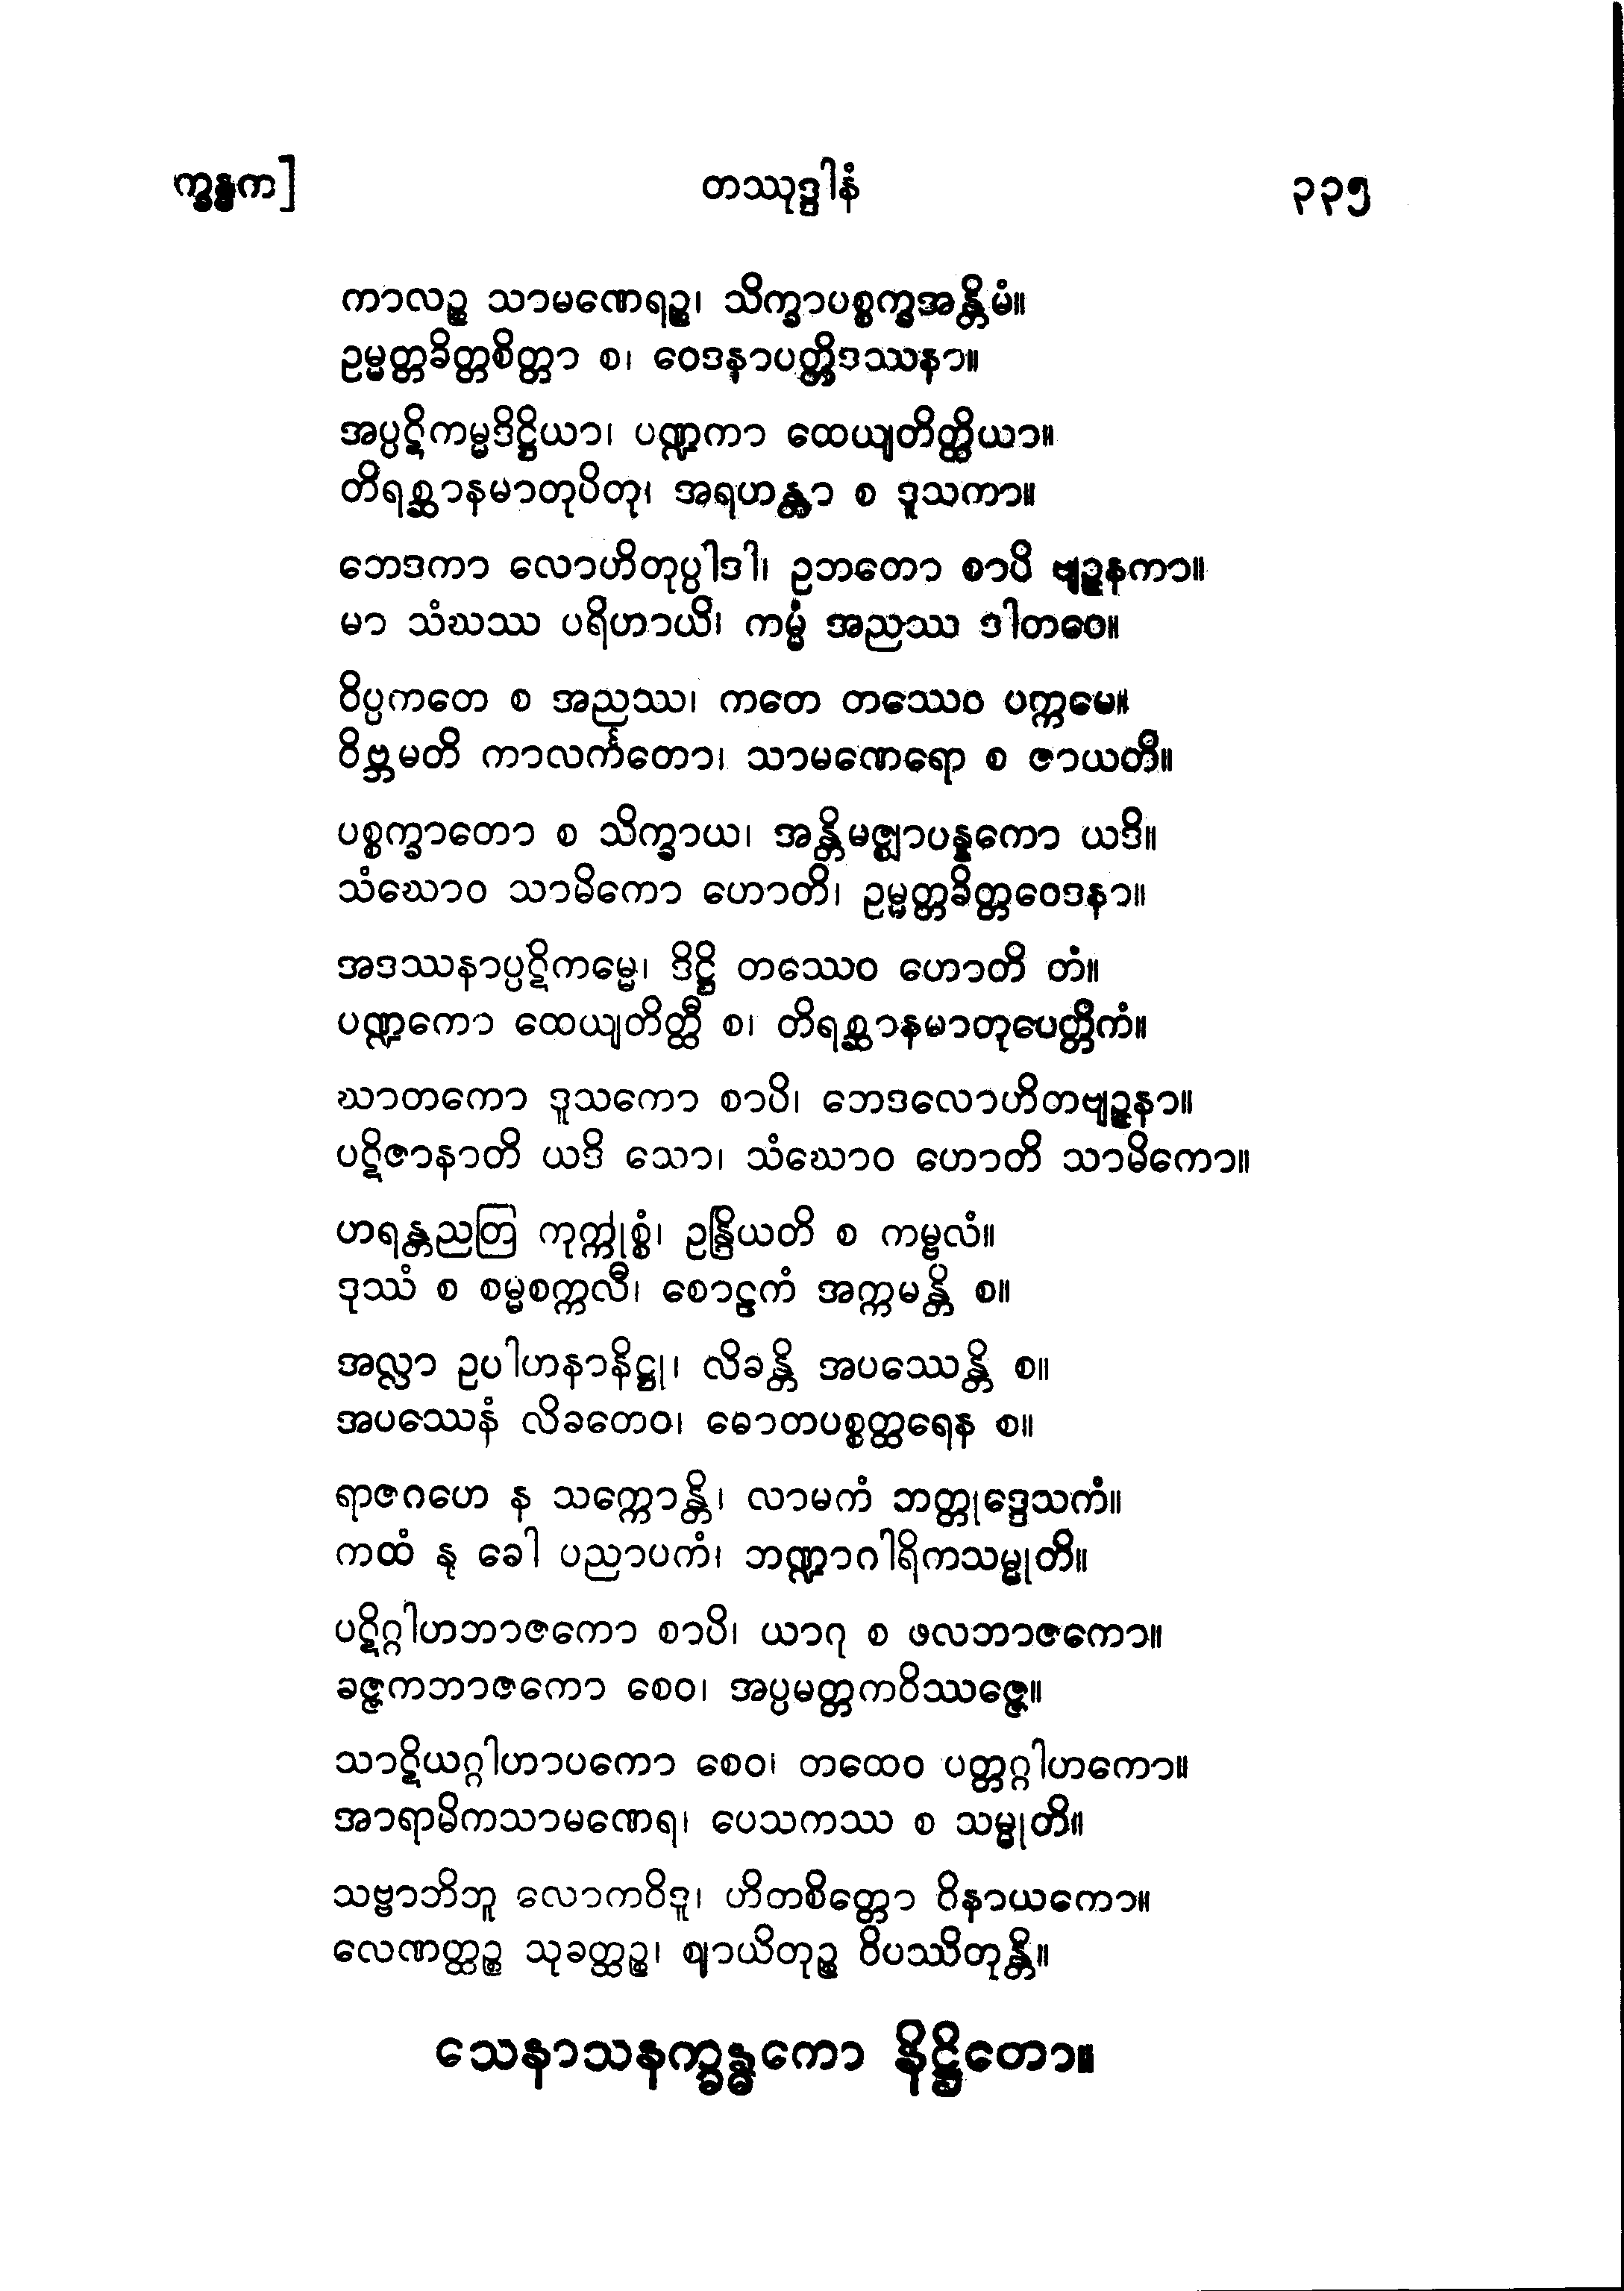 က္ခန္ဓက]
တဿုဒ္ဒါနံ
၃၃၅
ကာလဉ္စ သာမဏေရဉ္စ၊ သိက္ခာပစ္စက္ခအန္တိမံ။
ဥမ္မတ္တခိတ္တစိတ္တာ စ၊ ဝေဒနာပတ္တိဒဿနာ။
အပ္ပဋိကမ္မဒိဋ္ဌိယာ၊ ပဏ္ဍကာ ထေယျတိတ္ထိယာ။
တိရစ္ဆာနမာတုပိတု၊ အရဟန္တာ စ ဒူသကာ။
ဘေဒကာ လောဟိတုပ္ပါဒါ၊ ဥဘတော စာပိ ဗျဉ္ဇနကာ။
မာ သံဃဿ ပရိဟာယိ၊ ကမ္မံ အညဿ ဒါတဝေ။
ဝိပ္ပကတေ စ အညဿ၊ ကတေ တဿေဝ ပက္ကမေ။
ဝိဗ္ဘမတိ ကာလင်္ကတော၊ သာမဏေရော စ ဇာယတိ။
ပစ္စက္ခာတော စ သိက္ခာယ၊ အန္တိမဇ္ဈာပန္နကော ယဒိ။
သံဃောဝ သာမိကော ဟောတိ၊ ဥမ္မတ္တခိတ္တဝေဒနာ။
အဒဿနာပ္ပဋိကမ္မေ၊ ဒိဋ္ဌိ တဿေဝ ဟောတိ တံ။
ပဏ္ဍကော ထေယျတိတ္ထီ စ၊ တိရစ္ဆာနမာတုပေတ္တိကံ။
ဃာတကော ဒူသကော စာပိ၊ ဘေဒလောဟိတဗျဉ္ဇနာ။
ပဋိဇာနာတိ ယဒိ သော၊ သံဃောဝ ဟောတိ သာမိကော။
ဟရန္တညတြ ကုက္ကုစ္စံ၊ ဥန္ဒြိယတိ စ ကမ္ဗလံ။
ဒုဿံ စ စမ္မစက္ကလီ၊ စောဠကံ အက္ကမန္တိ စ။
အလ္လာ ဥပါဟနာနိဋ္ဌု၊ လိခန္တိ အပဿေန္တိ စ။
အပဿေနံ လိခတေဝ၊ ဓောတပစ္စတ္ထရေန စ။
ရာဇဂဟေ န သက္ကောန္တိ၊ လာမကံ ဘတ္တုဒ္ဒေသကံ။
ကထံ နု ခေါ ပညာပကံ၊ ဘဏ္ဍာဂါရိကသမ္မုတိ။
ပဋိဂ္ဂါဟဘာဇကော စာပိ၊ ယာဂု စ ဖလဘာဇကော။
ခဇ္ဇကဘာဇကော စေဝ၊ အပ္ပမတ္တကဝိဿဇ္ဇေ။
သာဋိယဂ္ဂါဟာပကော စေဝ၊ တထေဝ ပတ္တဂ္ဂါဟကော။
အာရာမိကသာမဏေရ၊ ပေသကဿ စ သမ္မုတိ။
သဗ္ဗာဘိဘူ လောကဝိဒူ၊ ဟိတစိတ္တော ဝိနာယကော။
လေဏတ္ထဉ္စ သုခတ္ထဉ္စ၊ ဈာယိတုဉ္စ ဝိပဿိတုန္တိ။
သေနာသနက္ခန္ဓကော နိဋ္ဌိတော။